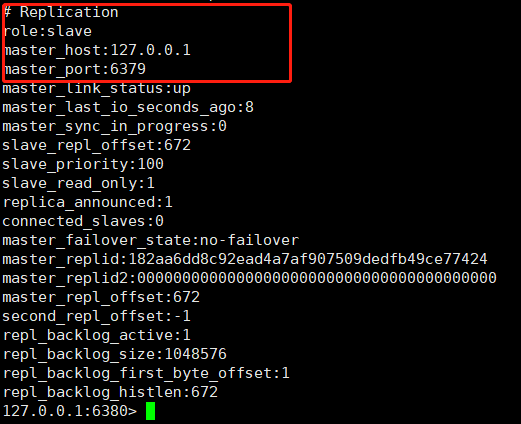 # Replication
role:slave
master_host:127.0.0.1
master_port:6379
master_link_status:up
master_last_io_seconds_ago:8
master_sync_in_progress:0
slave_repl_offset:672
slave_priority:100
slave_read_only:1
replica_announced:1
connected_slaves:0
master_failover_state:no-failover
master_replid:182aa6dd8c92ead4a7af907509dedfb49ce77424
master_replid2:0000000000000000000000000000000000000000
master_repl_offset:672
second_repl_offset:-1
repl_backlog_active:1
repl_backlog_size:1048576
repl_backlog_first_byte_offset:1
repl_backlog_histlen:672
127.0.0.1:6380>